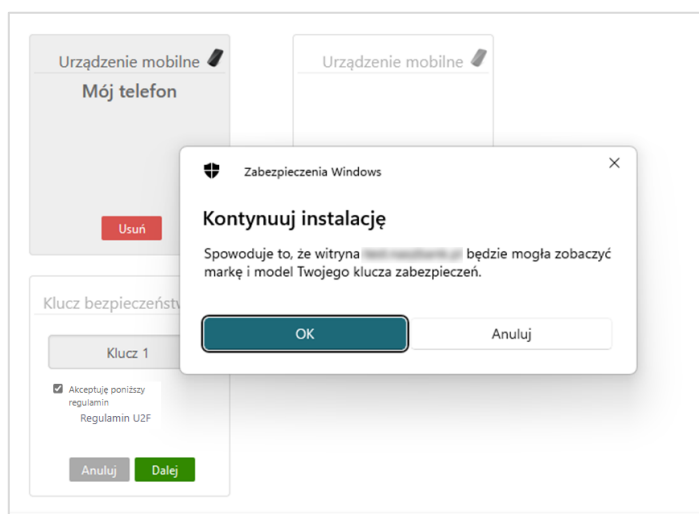 Urządzenie mobilne
Mój telefon
Usuń
Urządzenie mobilne
Zabezpieczenia Windows
Kontynuuj instalację
Spowoduje to, że witryna będzie mogła zobaczyć
markę i model Twojego klucza zabezpieczeń.
OK
Anuluj
Klucz
Klucz 1
Akceptuję poniższy
regulamin
Regulamin U2F
Anuluj
Dalej